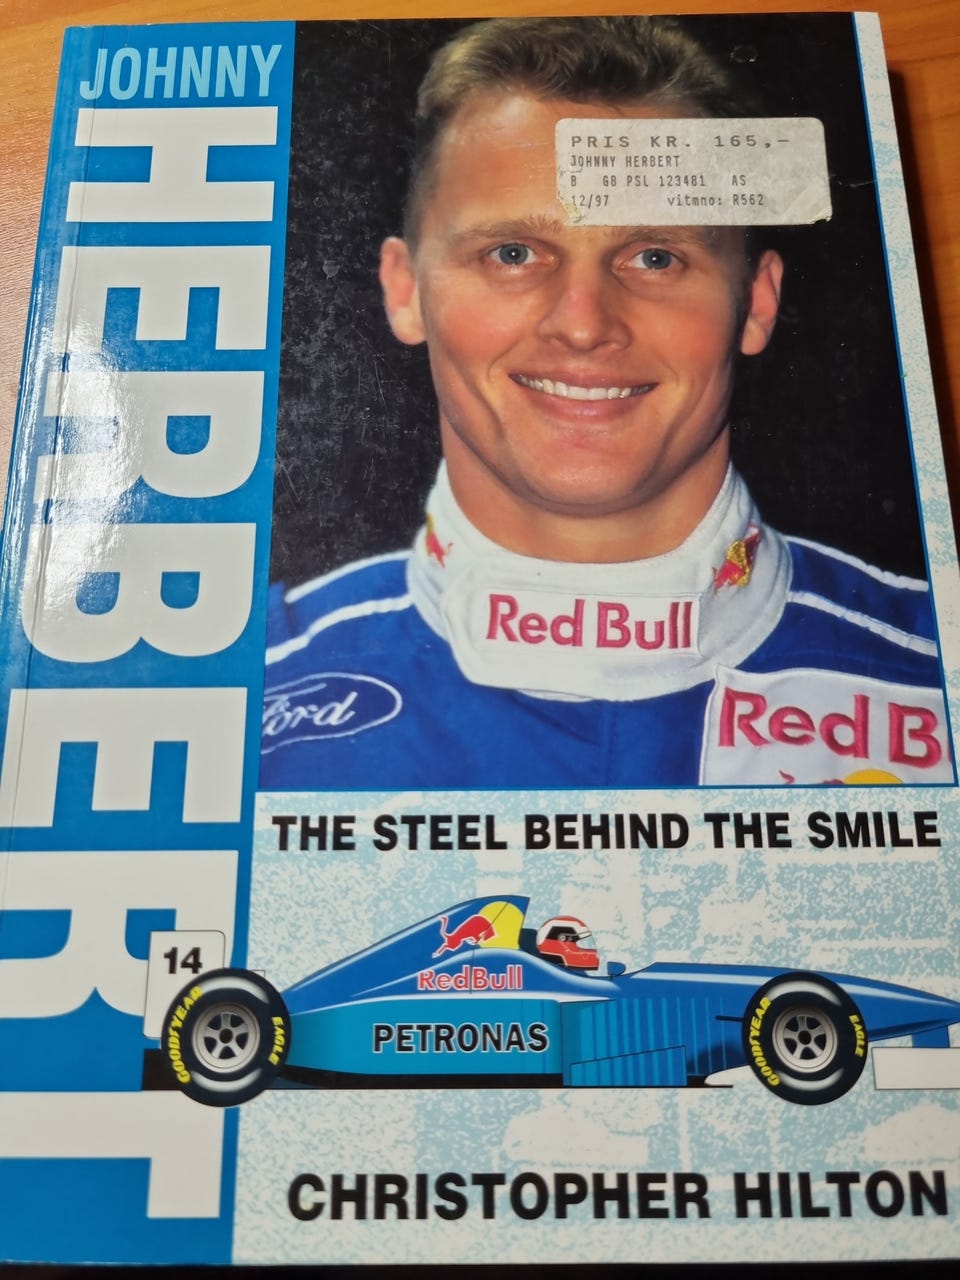 JOHNNY
HERBERT
PRIS KR. 165,-
JOHNNY HERBERT
B GB PSL 123481 AS
12/97 vitmno: R562
Red Bull
Ford
Red B
THE STEEL BEHIND THE SMILE
14
RedBull
PETRONAS
GOODYEAR
EAGLE
GOODYEAR
EAGLE
CHRISTOPHER HILTON